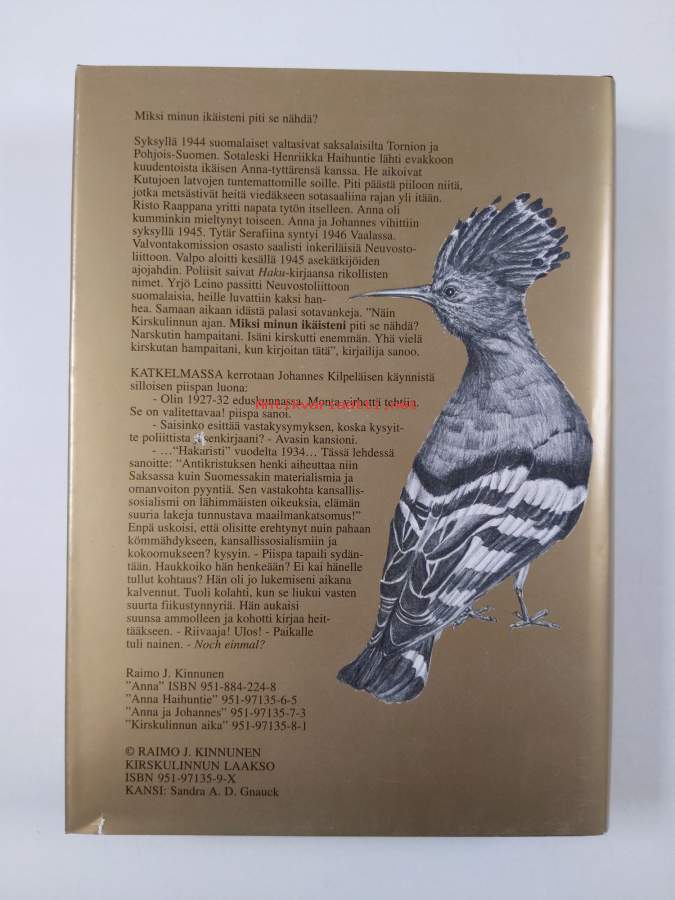 Miksi minun ikäisteni piti se nähdä?
Syksyllä 1944 suomalaiset valtasivat saksalaisilta Tornion ja
Pohjois-Suomen. Sotaleski Henriikka Haihuntie lähti evakkoon
kuudentoista ikäisen Anna-tyttärensä kanssa. He aikoivat
Kutujoen latvojen tuntemattomille soille. Piti päästä piiloon niitä,
jotka metsästivät heitä viedäkseen sotasaaliina rajan yli itään.
Risto Raappana yritti napata tytön itselleen. Anna oli
kumminkin mieltynyt toiseen. Anna ja Johannes vihittiin
syksyllä 1945. Tytär Serafiina syntyi 1946 Vaalassa.
Valvontakomission osasto saalisti inkeriläisiä Neuvosto-
liittoon. Valpo aloitti kesällä 1945 asekätkijöiden
ajojahdin. Poliisit saivat Haku-kirjaansa rikollisten
nimet. Yrjö Leino passitti Neuvostoliittoon
suomalaisia, heille luvattiin kaksi han-
hea. Samaan aikaan idästä palasi sotavankeja. ”Näin
Kirskulinnun ajan. Miksi minun ikäisteni piti se nähdä?
Narskutin hampaitani. Isäni kirskutti enemmän. Yhä vielä
kirskutan hampaitani, kun kirjoitan tätä”, kirjailija sanoo.
KATKELMASSA kerrotaan Johannes Kilpeläisen käynnistä
silloisen piispan luona:
- Olin 1927-32 eduskunnassa. Monta virhettä tehtiin.
Se on valitettavaa! piispa sanoi.
- Saisinko esittää vastakysymyksen, koska kysyit-
te poliittista jäsenkirjaani? - Avasin kansioni.
- …“Hakaristi” vuodelta 1934… Tässä lehdessä
sanoitte: “Antikristuksen henki aiheuttaa niin
Saksassa kuin Suomessakin materialismia ja
omanvoiton pyyntiä. Sen vastakohta kansallis-
sosialismi on lähimmäisten oikeuksia, elämän
suuria lakeja tunnustava maailmankatsomus!”
Enpä uskoisi, että olisitte erehtynyt nuin pahaan
kömmähdykseen, kansallissosialismiin ja
kokoomukseen? kysyin. - Piispa tapaili sydän-
tään. Haukkoiko hän henkeään? Ei kai hänelle
tullut kohtaus? Hän oli jo lukemiseni aikana
kalvennut. Tuoli kolahti, kun se liukui vasten
suurta fiikustynnyriä. Hän aukaisi
suunsa ammolleen ja kohotti kirjaa heit-
tääkseen. - Riivaaja! Ulos! - Paikalle
tuli nainen. - Noch einmal?
Raimo J. Kinnunen
”Anna” ISBN 951-884-224-8
”Anna Haihuntie” 951-97135-6-5
”Anna ja Johannes” 951-97135-7-3
”Kirskulinnun aika” 951-97135-8-1
© RAIMO J. KINNUNEN
KIRSKULINNUN LAAKSO
ISBN 951-97135-9-X
KANSI: Sandra A. D. Gnauck